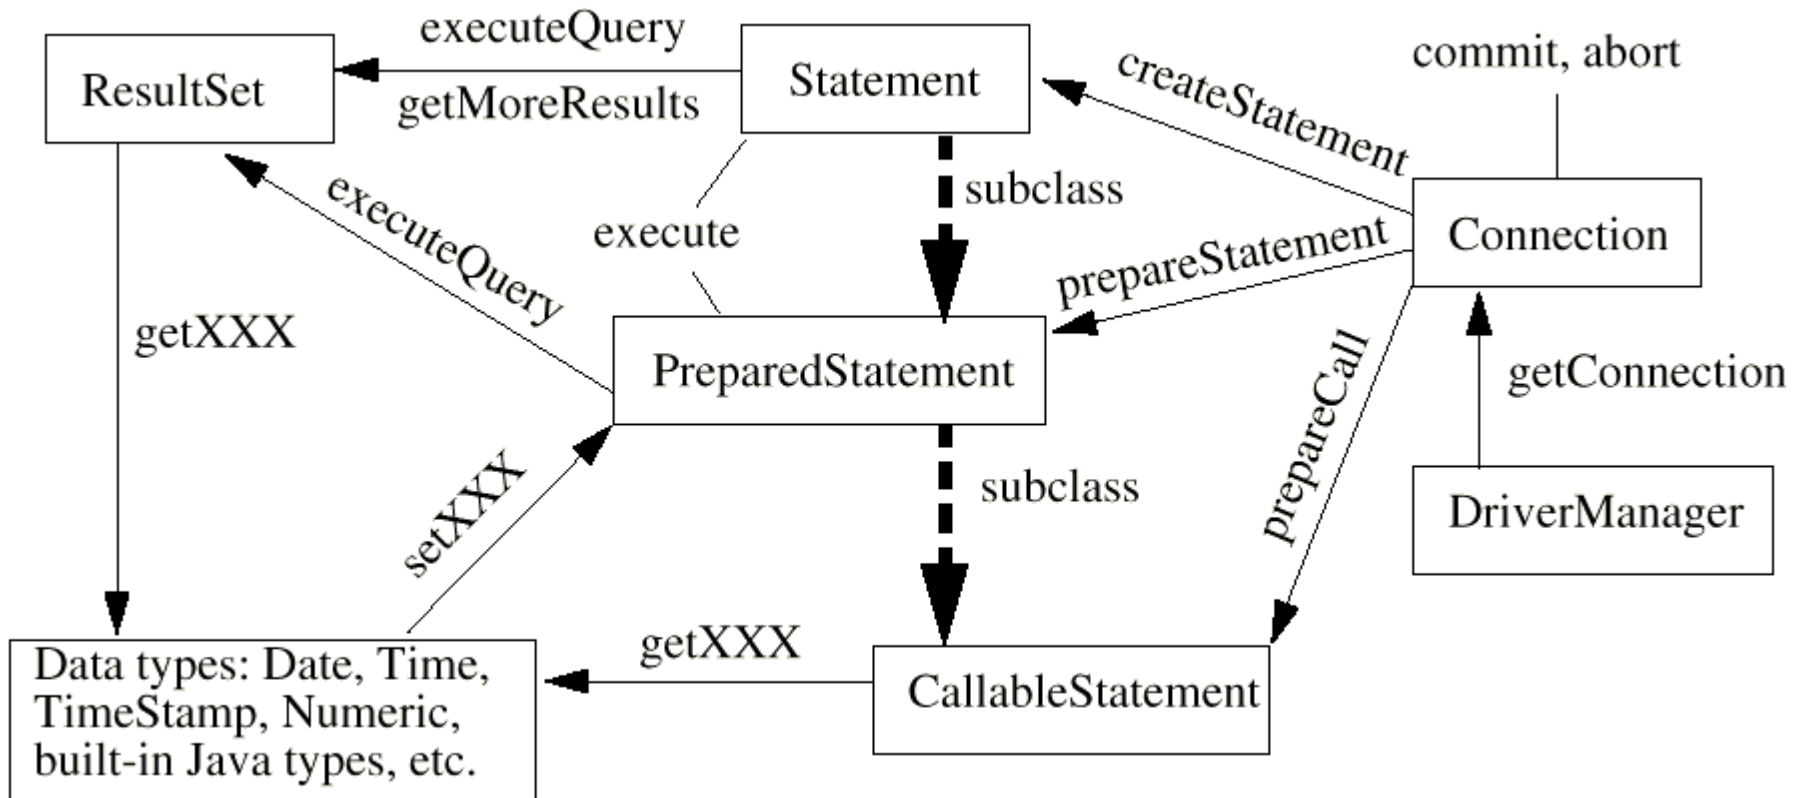 executeQuery
ResultSet
getMoreResults
Statement
createStatement
commit, abort
executeQuery
execute
subclass
prepareStatement
Connection
getXXX
PreparedStatement
prepareCall
getConnection
setXXX
subclass
DriverManager
Data types: Date, Time,
TimeStamp, Numeric,
built-in Java types, etc.
getXXX
CallableStatement